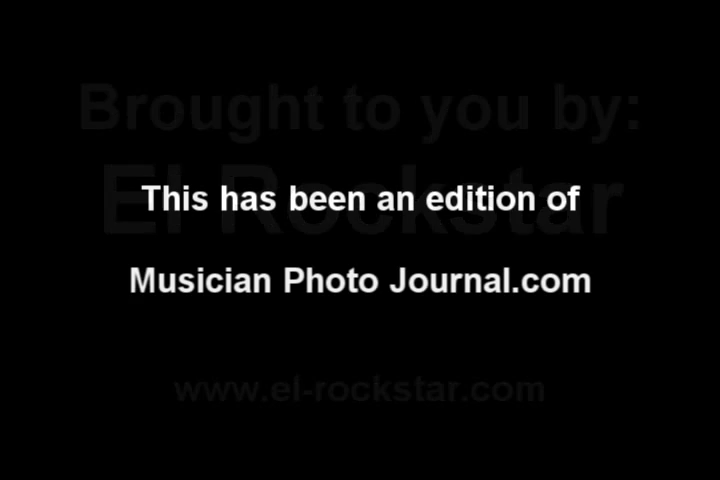 Brought to you by:
El Rockstar
This has been an edition of
Musician Photo Journal.com
www.el-rockstar.com